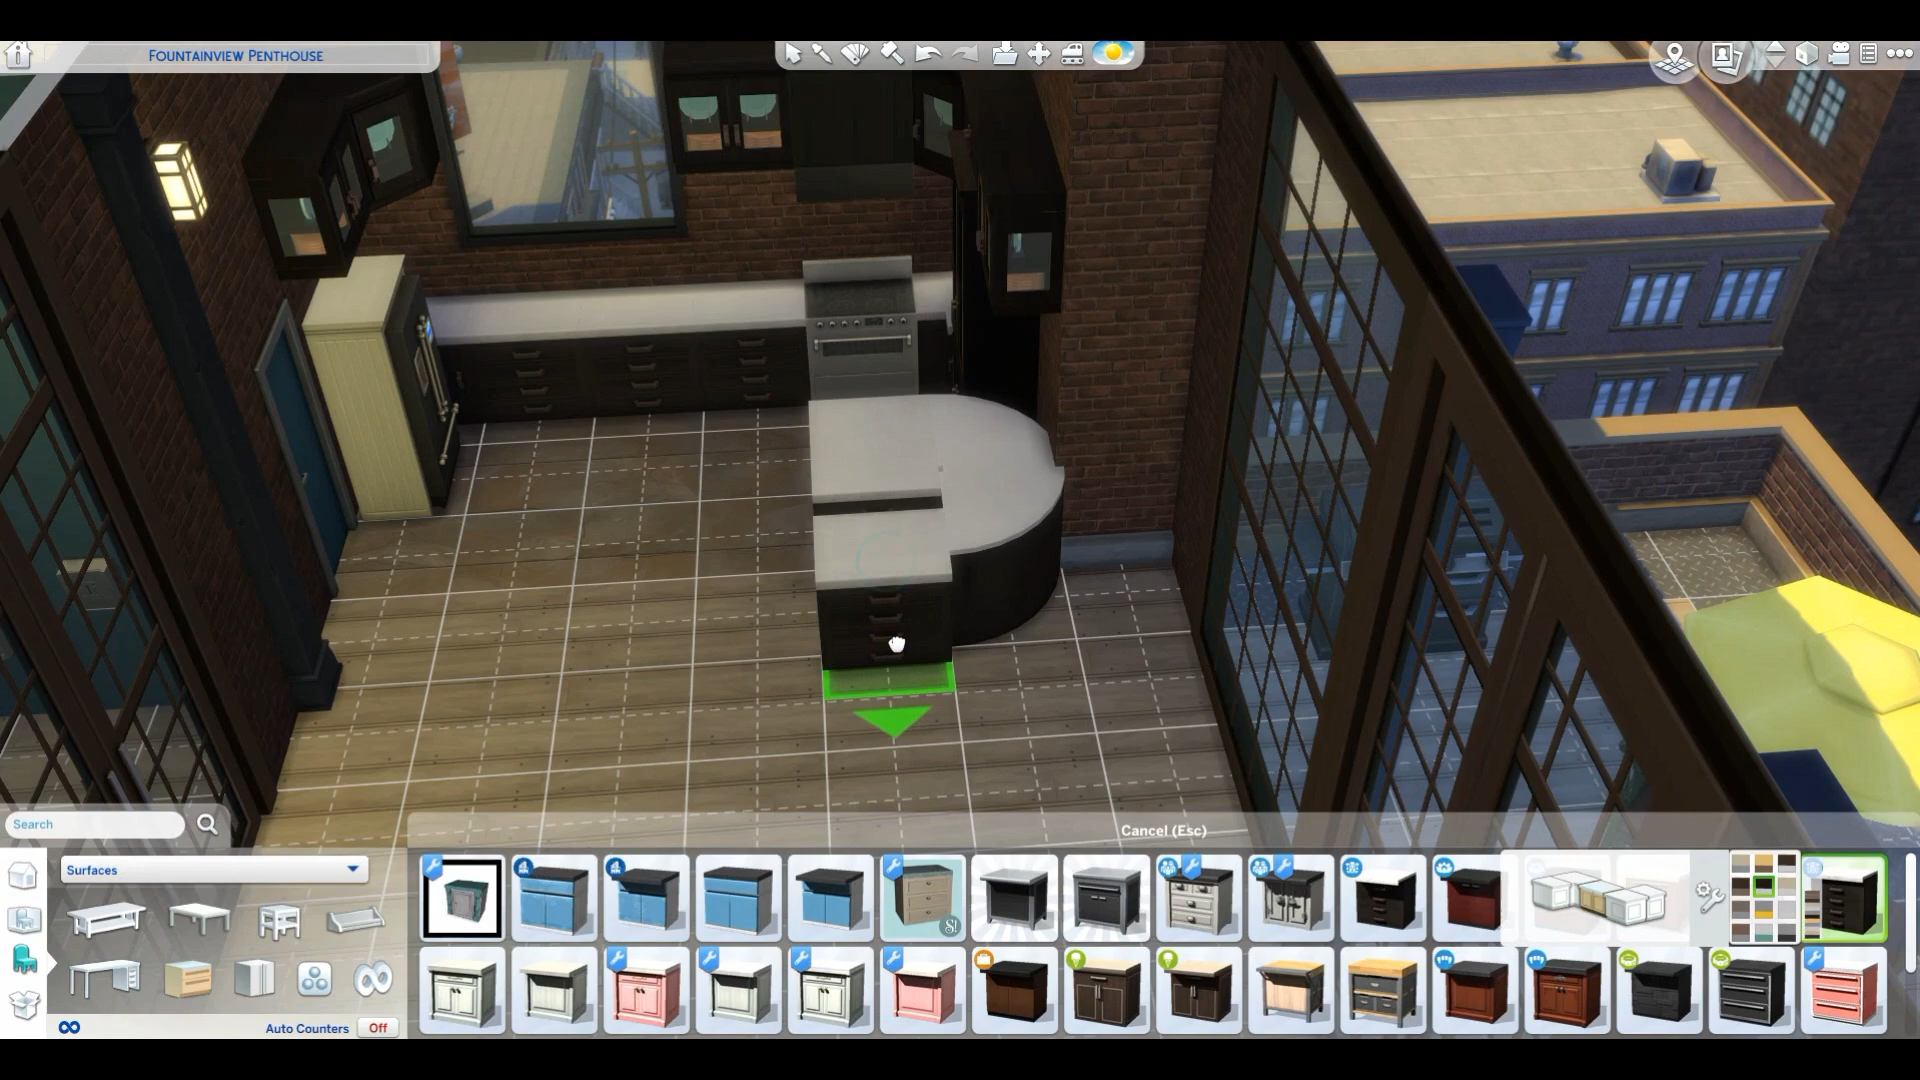 FOUNTAINVIEW PENTHOUSE
Search
Cancel (Esc)
Surfaces
S!
Auto Counters
Off